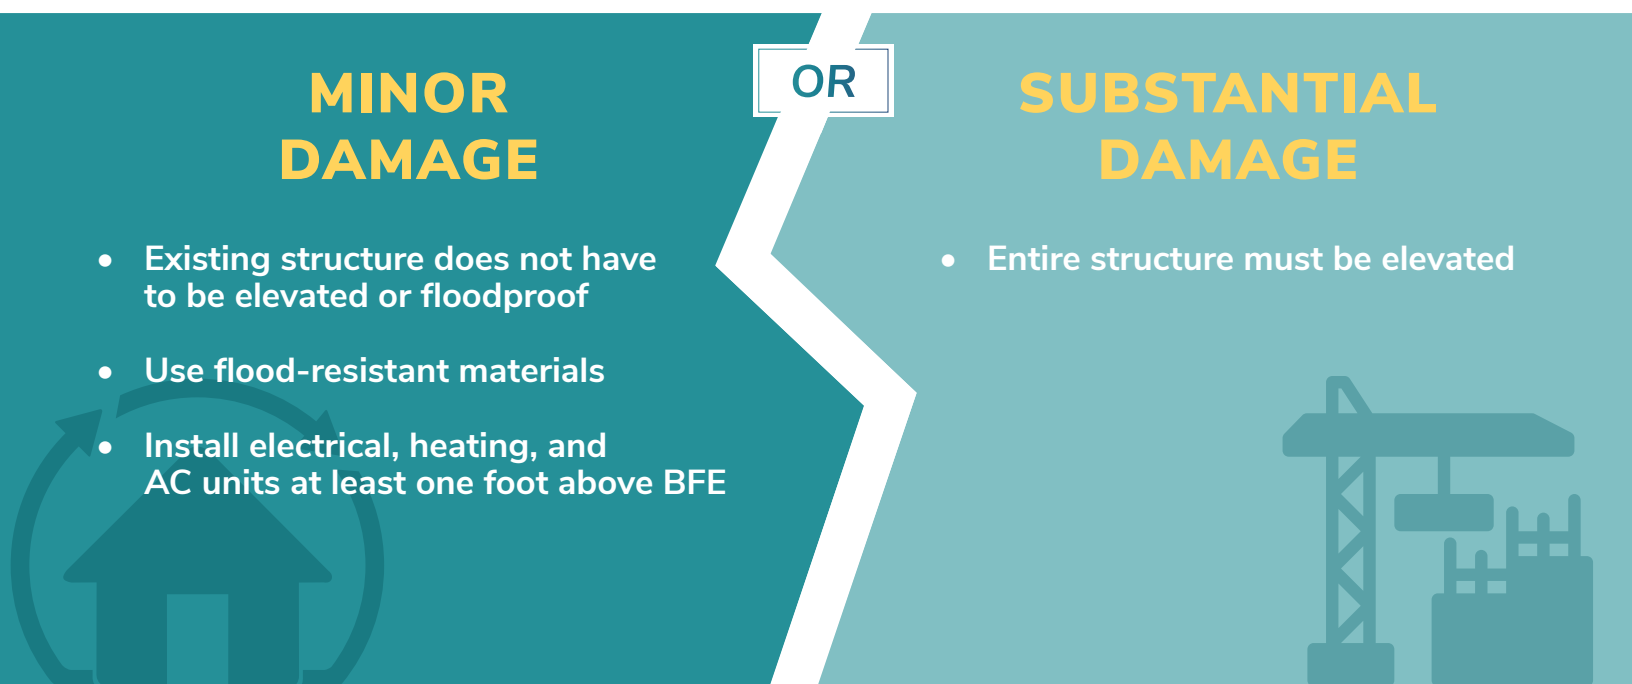 MINOR
DAMAGE
• Existing structure does not have
to be elevated or floodproof
• Use flood-resistant materials
• Install electrical, heating, and
AC units at least one foot above BFE
OR
SUBSTANTIAL
DAMAGE
• Entire structure must be elevated